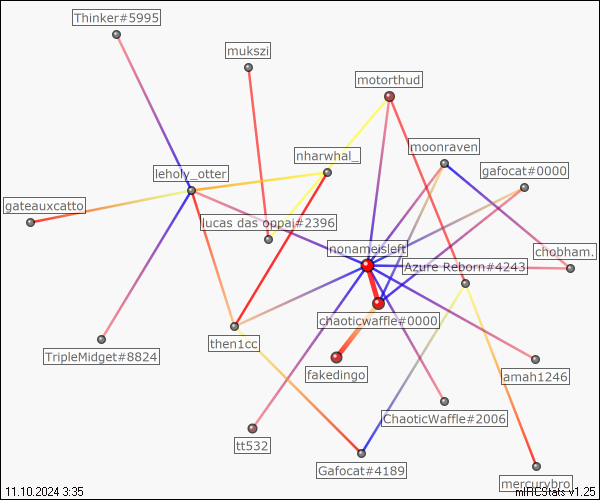 Thinker#5995
mukszi
motorthud
moonraven
nharwhal_
gafocat#0000
leholy_otter
gateauxcatto
lucas das oppai#2396
nonameisleft
chobham.
Azure Reborn#4243
chaoticwaffle#0000
then1cc
TripleMidget#8824
fakedingo
amah1246
ChaoticWaffle#2006
tt532
Gafocat#4189
mercurybro
11.10.2024 3:35
mIRCStats v1.25